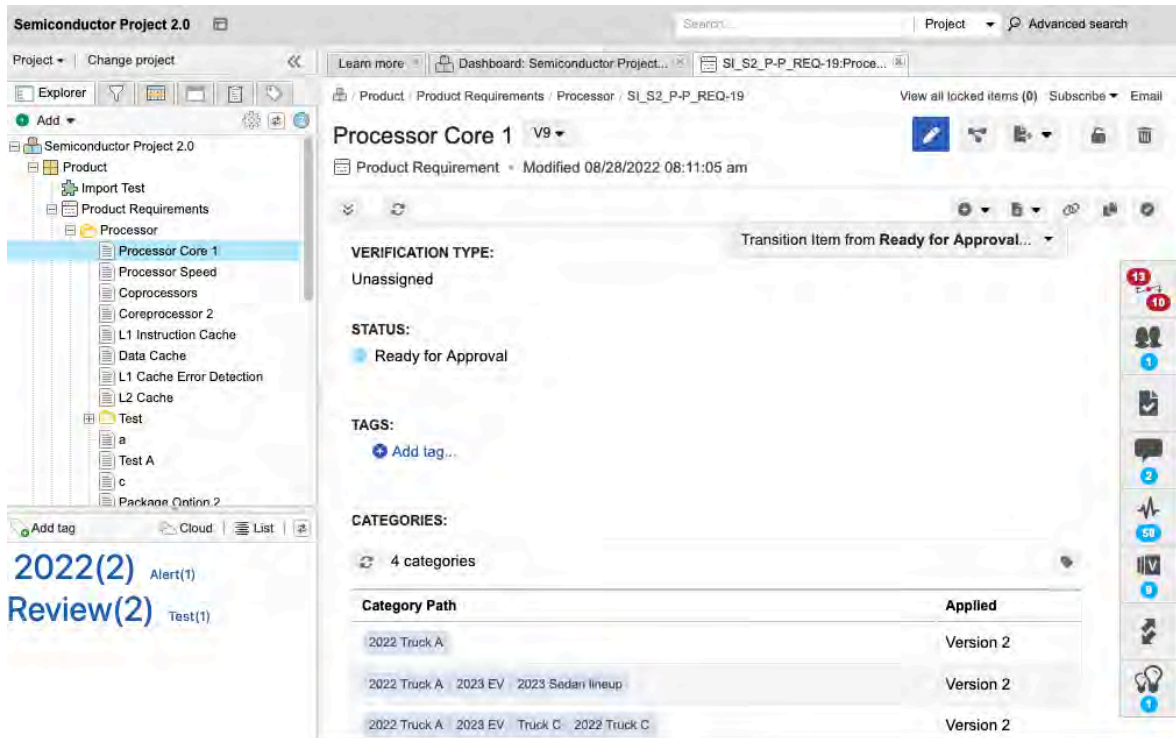 Semiconductor Project 2.0
Search... Project Advanced search
Project Change project
Learn more Dashboard: Semiconductor Project... SI_S2_P-P_REQ-19:Proce...
Explorer
Product / Product Requirements / Processor / SI_S2_P-P_REQ-19
View all locked items (0) Subscribe Email
Add
Semiconductor Project 2.0
Product
Import Test
Product Requirements
Processor
Processor Core 1
Processor Speed
Coprocessors
Coreprocessor 2
L1 Instruction Cache
Data Cache
L1 Cache Error Detection
L2 Cache
Test
a
Test A
c
Package Option 2
Add tag Cloud List
2022(2) Alert(1)
Review(2) Test(1)
Processor Core 1 V9
Product Requirement • Modified 08/28/2022 08:11:05 am
Transition Item from Ready for Approval...
VERIFICATION TYPE:
Unassigned
STATUS:
Ready for Approval
TAGS:
Add tag...
CATEGORIES:
4 categories
Category Path Applied
2022 Truck A Version 2
2022 Truck A 2023 EV 2023 Sedan lineup Version 2
2022 Truck A 2023 EV Truck C 2022 Truck C Version 2
13
10
1
2
50
V
9
1